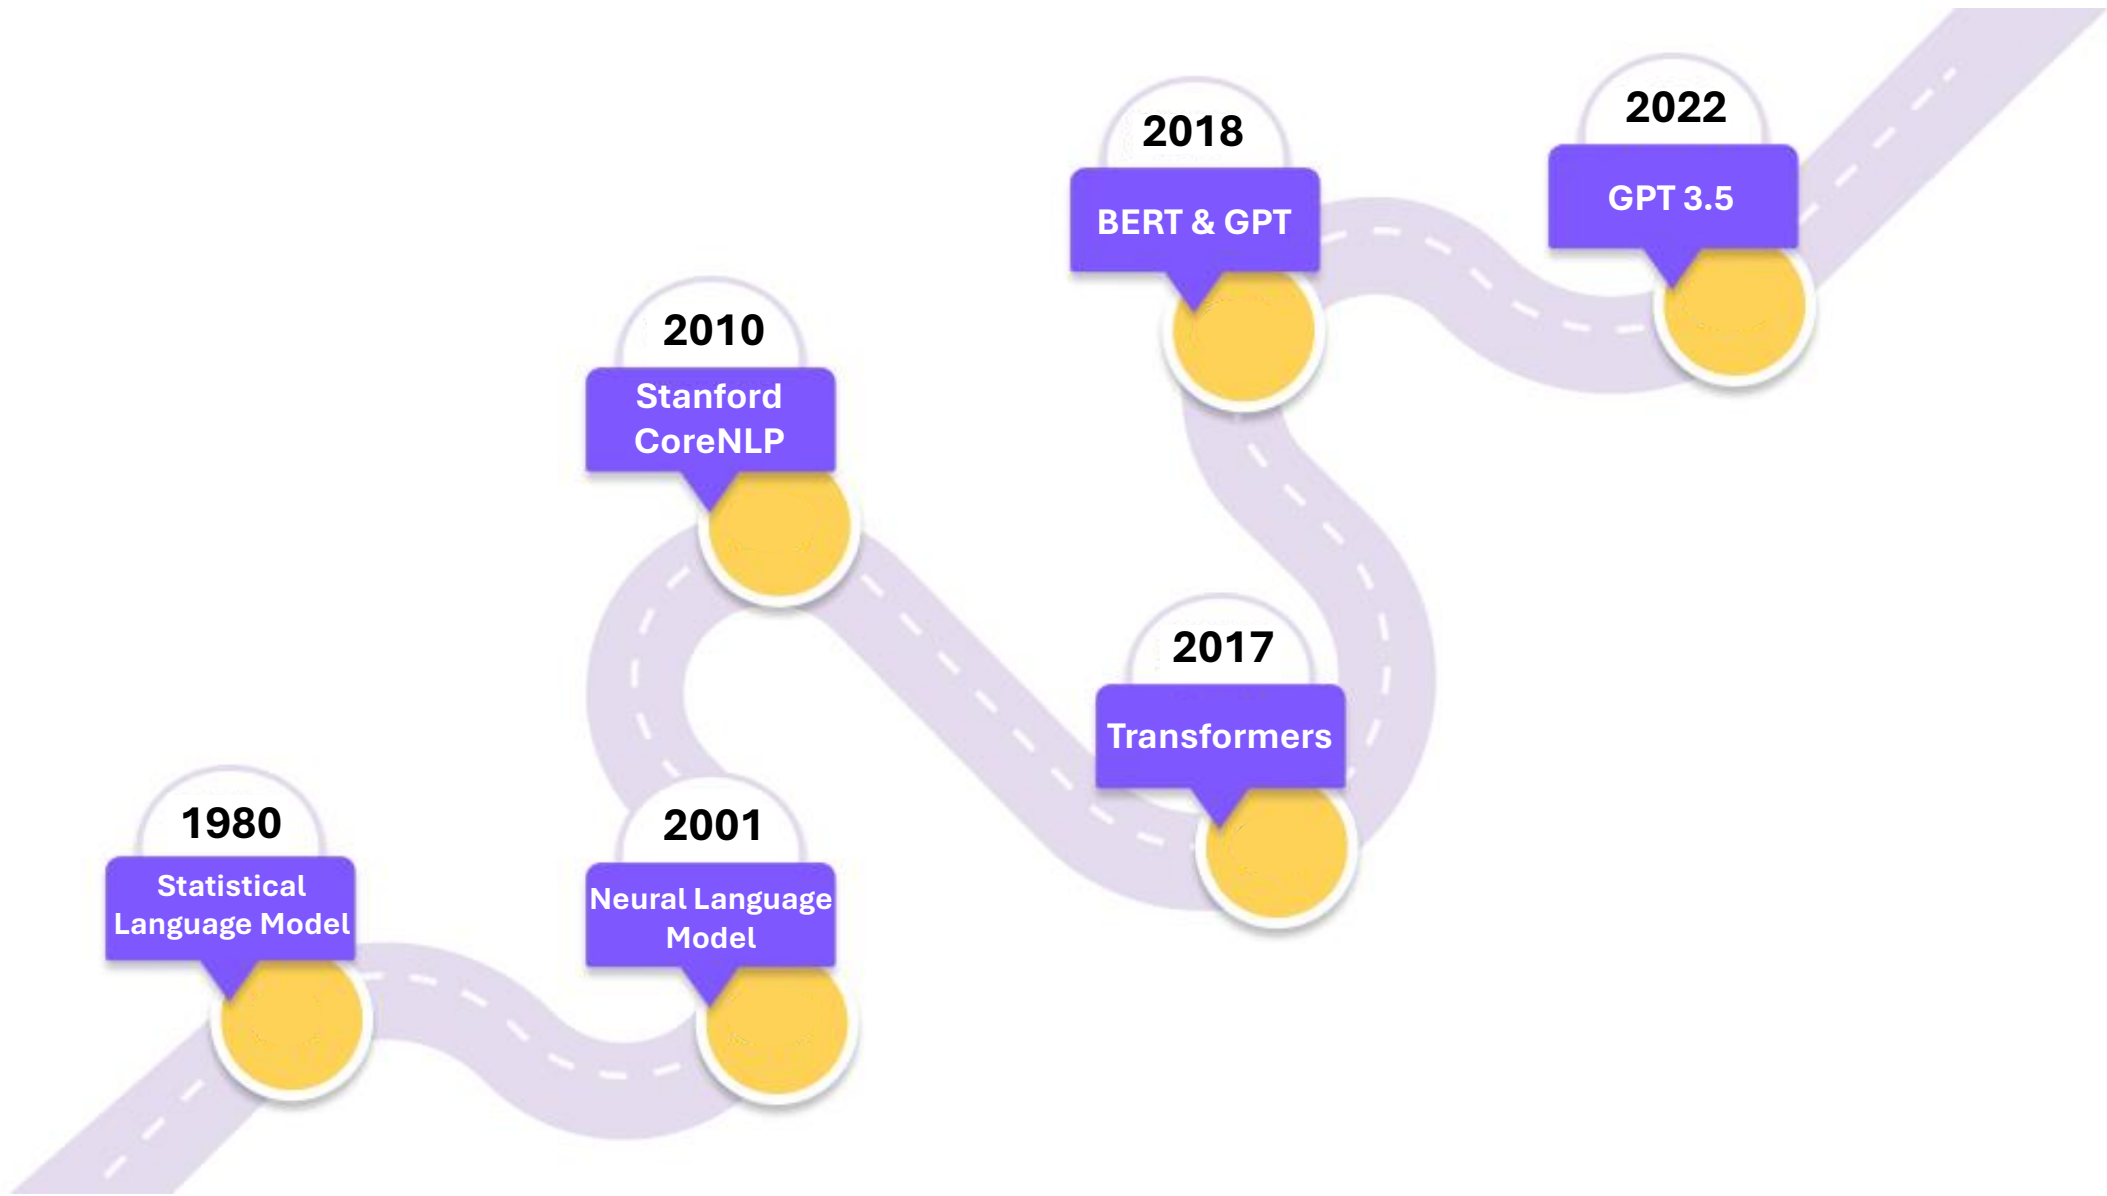 1980
Statistical
Language Model
2001
Neural Language
Model
2010
Stanford
CoreNLP
2017
Transformers
2018
BERT & GPT
2022
GPT 3.5